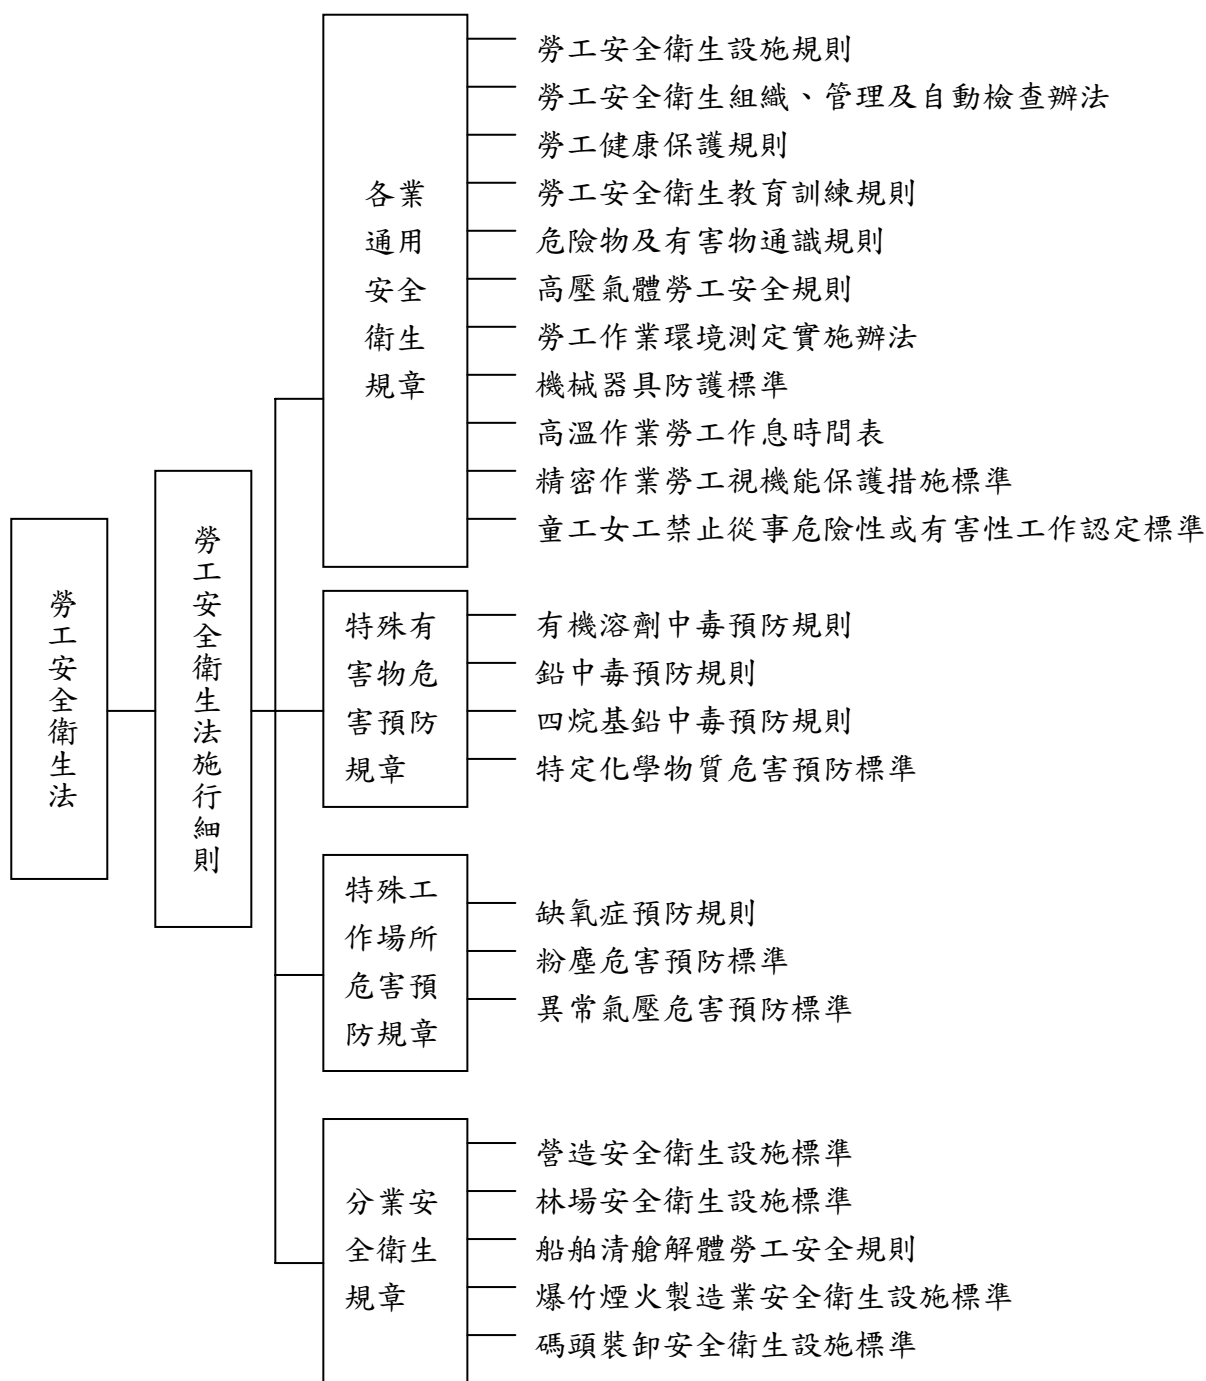 勞工安全衛生法
勞工安全衛生法施行細則
各業
通用
安全
衛生
規章
勞工安全衛生設施規則
勞工安全衛生組織、管理及自動檢查辦法
勞工健康保護規則
勞工安全衛生教育訓練規則
危險物及有害物通識規則
高壓氣體勞工安全規則
勞工作業環境測定實施辦法
機械器具防護標準
高溫作業勞工作息時間表
精密作業勞工視機能保護措施標準
童工女工禁止從事危險性或有害性工作認定標準
特殊有
害物危
害預防
規章
有機溶劑中毒預防規則
鉛中毒預防規則
四烷基鉛中毒預防規則
特定化學物質危害預防標準
特殊工
作場所
危害預
防規章
缺氧症預防規則
粉塵危害預防標準
異常氣壓危害預防標準
分業安
全衛生
規章
營造安全衛生設施標準
林場安全衛生設施標準
船舶清艙解體勞工安全規則
爆竹煙火製造業安全衛生設施標準
碼頭裝卸安全衛生設施標準